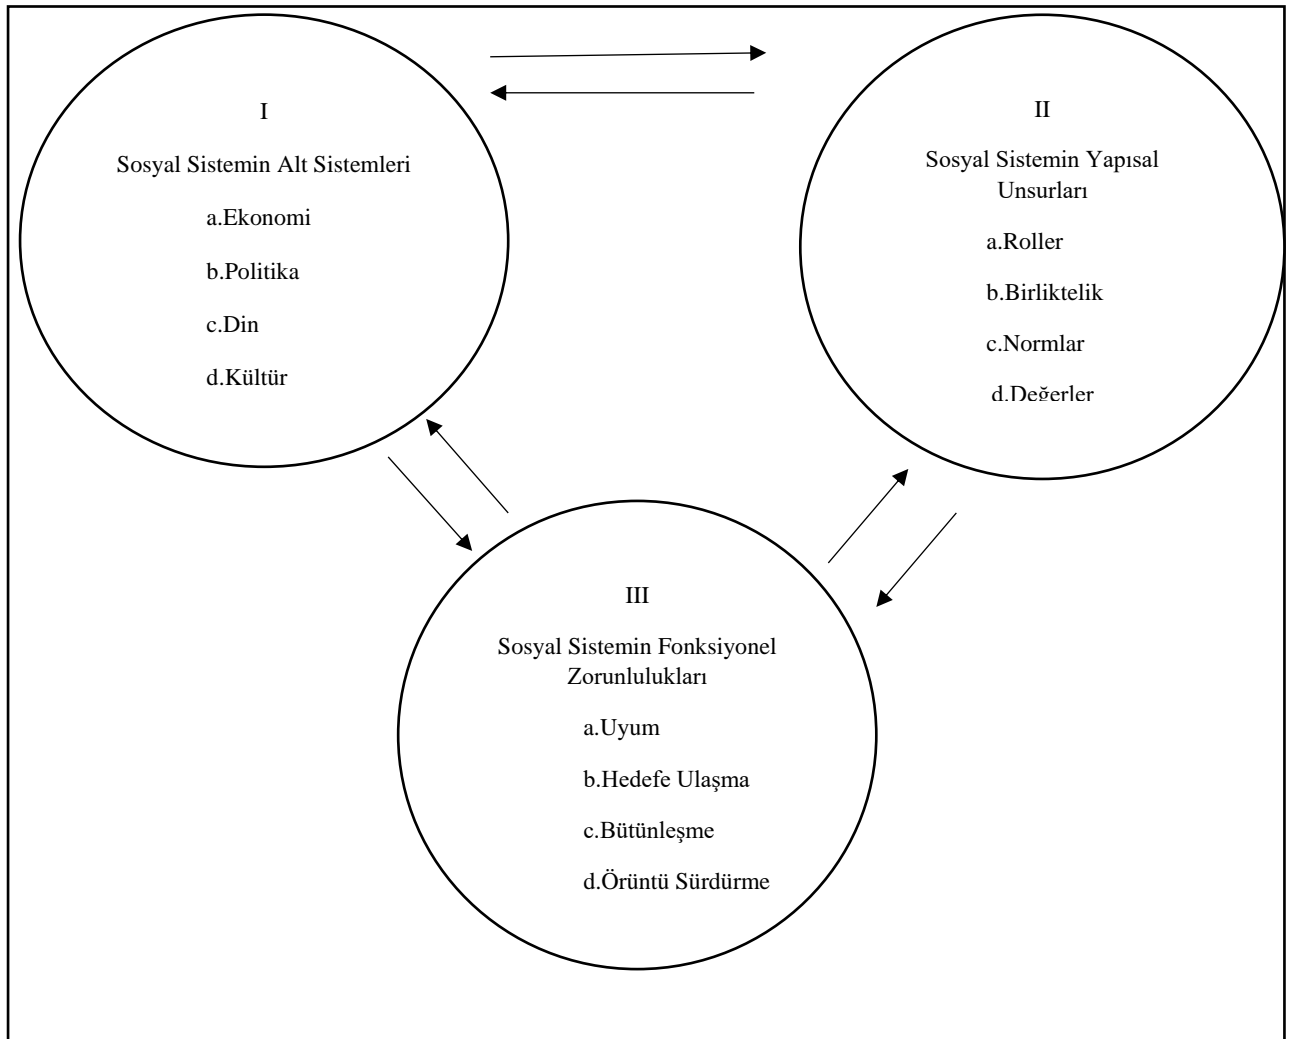 I
Sosyal Sistemin Alt Sistemleri
a.Ekonomi
b.Politika
c.Din
d.Kültür
II
Sosyal Sistemin Yapısal
Unsurları
a.Roller
b.Birliktelik
c.Normlar
d.Değerler
III
Sosyal Sistemin Fonksiyonel
Zorunlulukları
a.Uyum
b.Hedefe Ulaşma
c.Bütünleşme
d.Örüntü Sürdürme